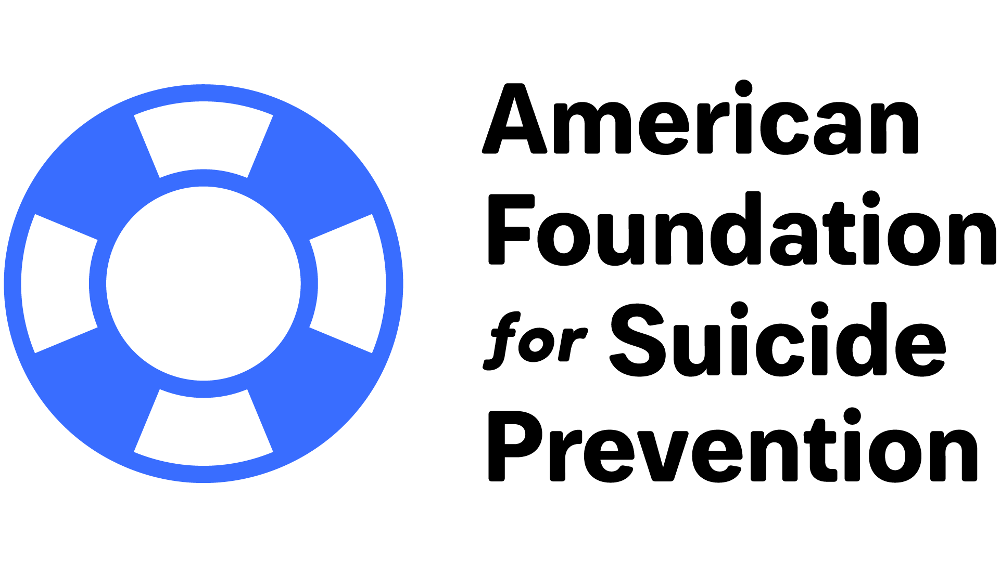 American
Foundation
for Suicide
Prevention